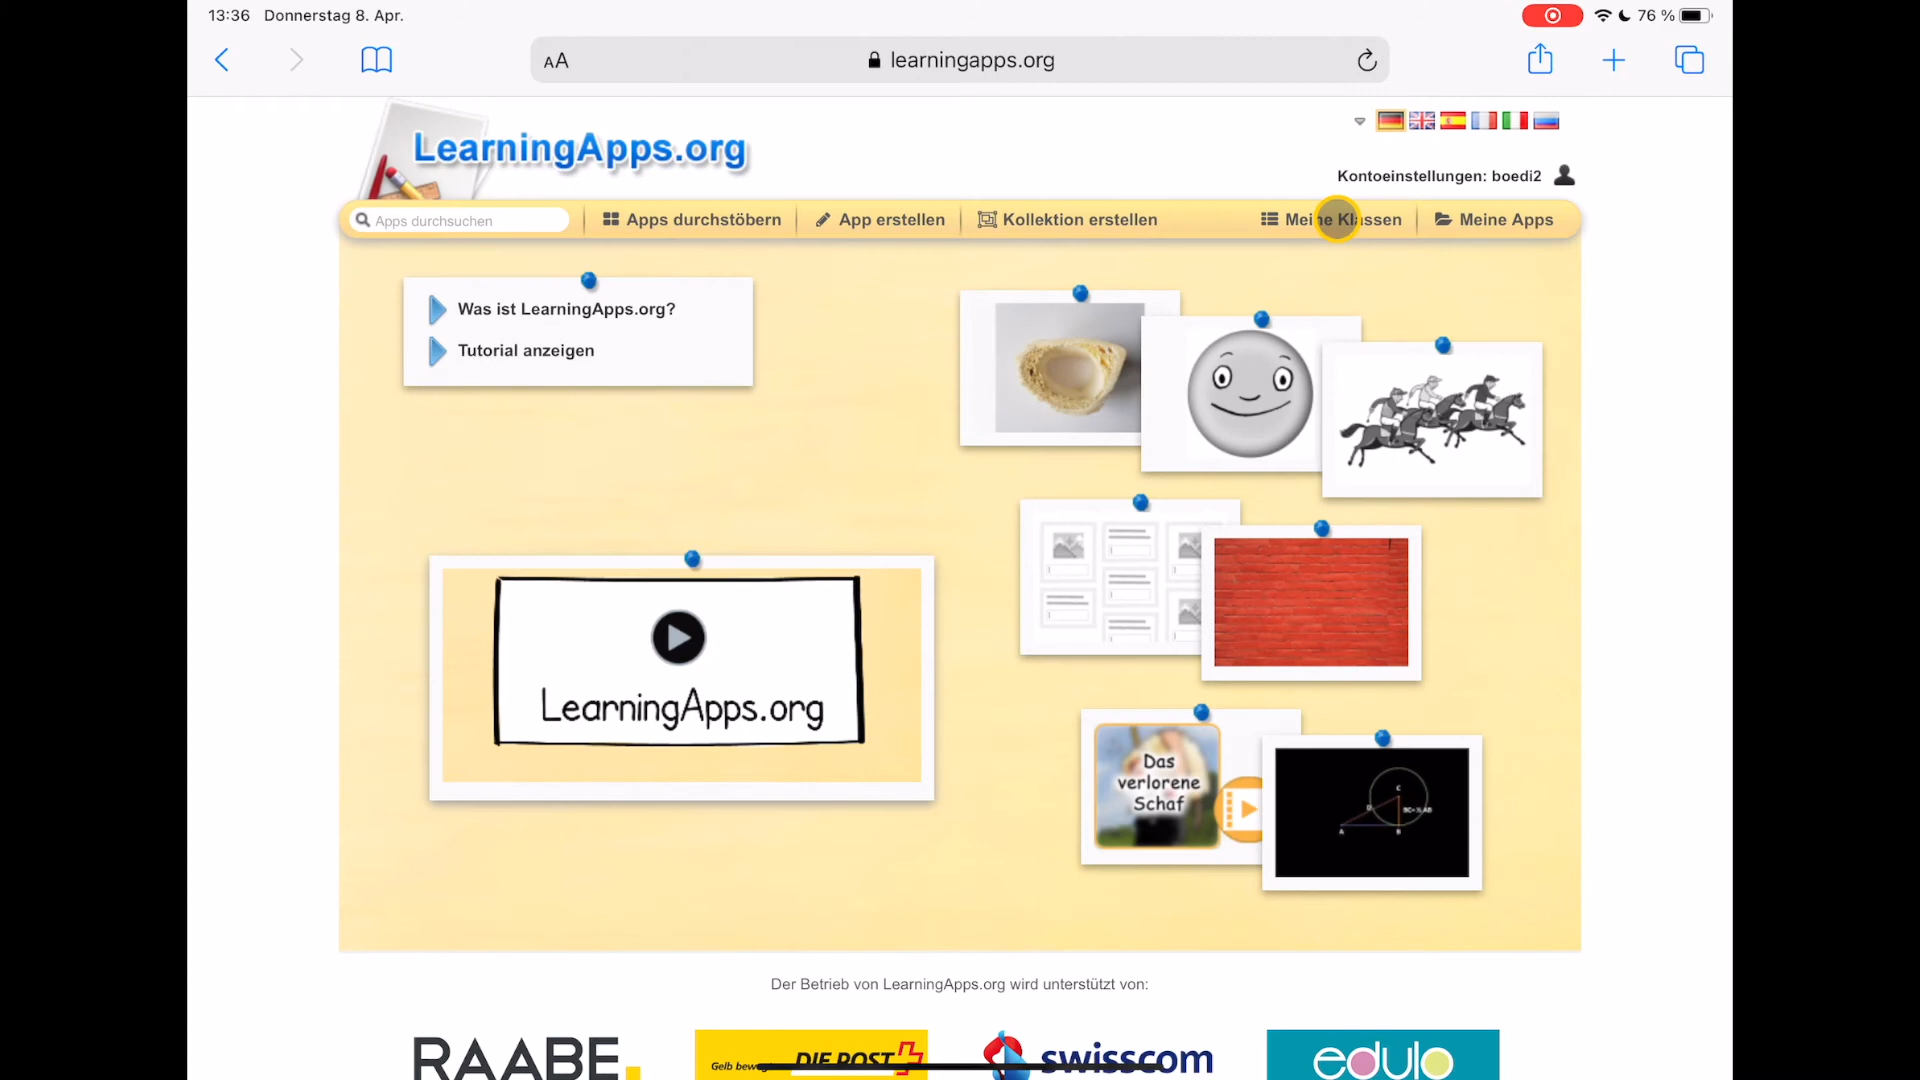 13:36 Donnerstag 8. Apr.
76 %
AA
learningapps.org
LearningApps.org
Kontoeinstellungen: boedi2
Apps durchsuchen
Apps durchstöbern
App erstellen
Kollektion erstellen
Meine Klassen
Meine Apps
Was ist LearningApps.org?
Tutorial anzeigen
LearningApps.org
Das
verlorene
Schaf
C
D
A
B
Der Betrieb von LearningApps.org wird unterstützt von:
RAABE
Gelb
DIE POST
swisscom
edulo